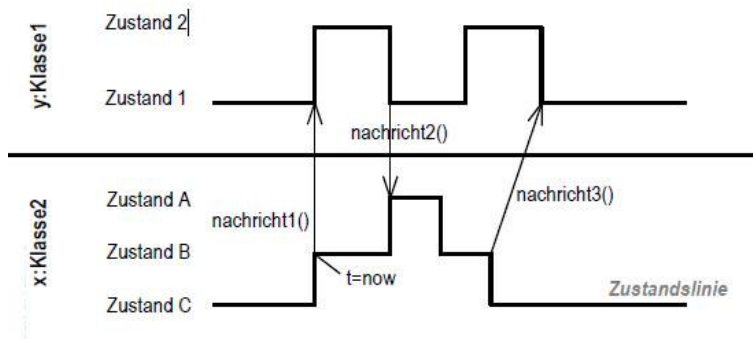 y:Klasse1
Zustand 2
Zustand 1
nachricht2()
x:Klasse2
Zustand A
nachricht1()
nachricht3()
Zustand B
t=now
Zustand C
Zustandslinie